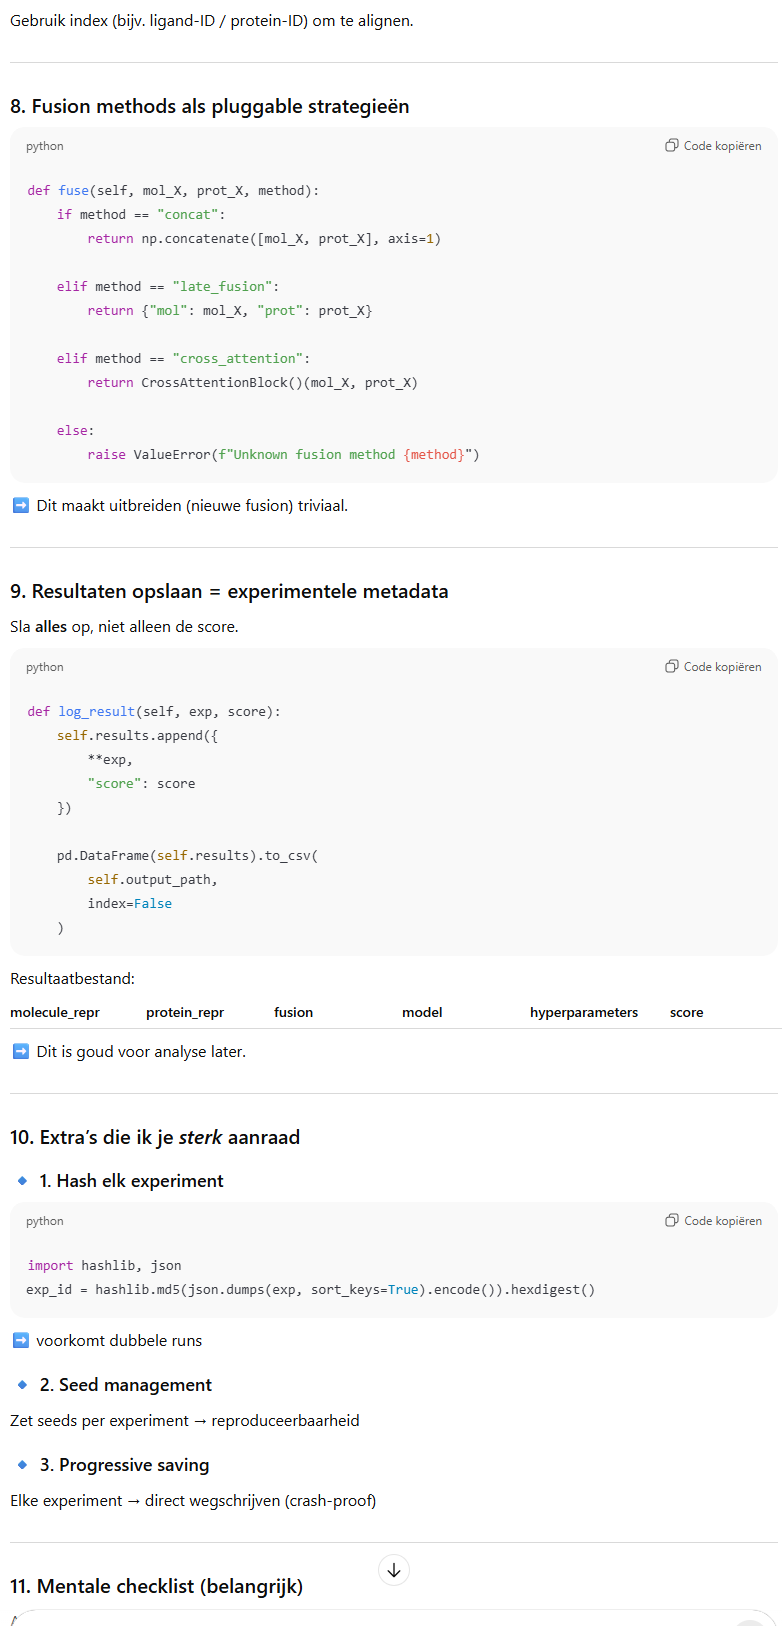 Gebruik index (bijv. ligand-ID / protein-ID) om te alignen.
8. Fusion methods als pluggable strategieën
python
Code kopiëren
def fuse(self, mol_X, prot_X, method):
    if method == "concat":
        return np.concatenate([mol_X, prot_X], axis=1)
    elif method == "late_fusion":
        return {"mol": mol_X, "prot": prot_X}
    elif method == "cross_attention":
        return CrossAttentionBlock()(mol_X, prot_X)
    else:
        raise ValueError(f"Unknown fusion method {method}")
➡️ Dit maakt uitbreiden (nieuwe fusion) triviaal.
9. Resultaten opslaan = experimentele metadata
Sla alles op, niet alleen de score.
python
Code kopiëren
def log_result(self, exp, score):
    self.results.append({
        **exp,
        "score": score
    })
    pd.DataFrame(self.results).to_csv(
        self.output_path,
        index=False
    )
Resultaatbestand:
molecule_repr protein_repr fusion model hyperparameters score
➡️ Dit is goud voor analyse later.
10. Extra’s die ik je sterk aanraad
🔹 1. Hash elk experiment
python
Code kopiëren
import hashlib, json
exp_id = hashlib.md5(json.dumps(exp, sort_keys=True).encode()).hexdigest()
➡️ voorkomt dubbele runs
🔹 2. Seed management
Zet seeds per experiment → reproduceerbaarheid
🔹 3. Progressive saving
Elke experiment → direct wegschrijven (crash-proof)
11. Mentale checklist (belangrijk)